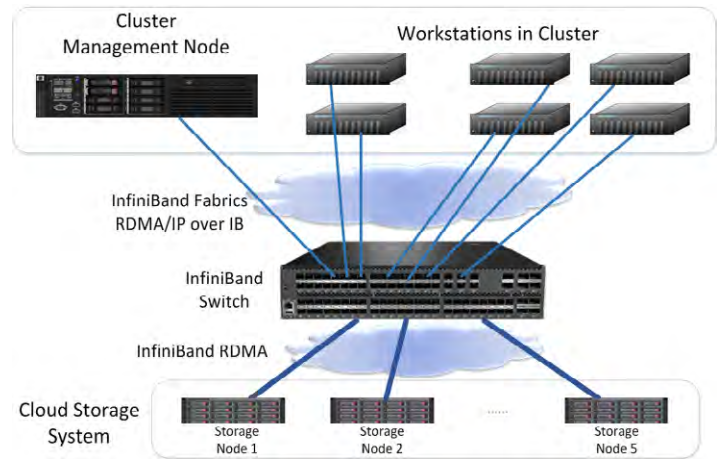 Cluster
Management Node
Workstations in Cluster
InfiniBand Fabrics
RDMA/IP over IB
InfiniBand
Switch
InfiniBand RDMA
Cloud Storage
System
Storage
Node 1
Storage
Node 2
......
Storage
Node 5